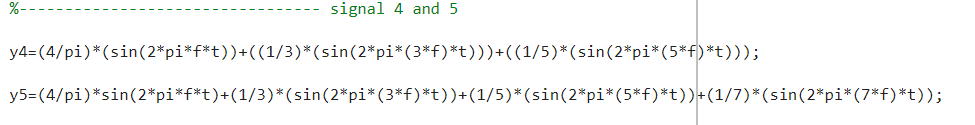 %-------------------------------- signal 4 and 5
y4=(4/pi)*(sin(2*pi*f*t))+((1/3)*(sin(2*pi*(3*f)*t)))+((1/5)*(sin(2*pi*(5*f)*t)));
y5=(4/pi)*sin(2*pi*f*t)+(1/3)*(sin(2*pi*(3*f)*t))+(1/5)*(sin(2*pi*(5*f)*t))+(1/7)*(sin(2*pi*(7*f)*t));